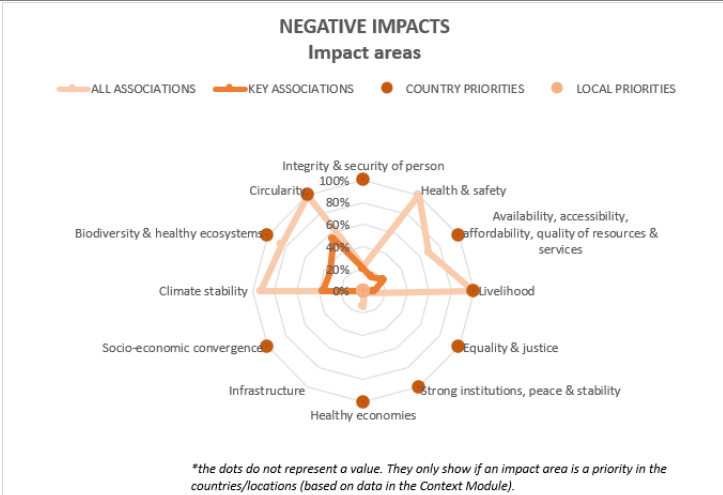 NEGATIVE IMPACTS
Impact areas
ALL ASSOCIATIONS KEY ASSOCIATIONS COUNTRY PRIORITIES LOCAL PRIORITIES
Integrity & security of person
100%
Circularity
Health & safety
80%
Availability, accessibility,
affordability, quality of resources &
services
60%
Biodiversity & healthy ecosystems
40%
20%
Climate stability
0%
Livelihood
Socio-economic convergence
Equality & justice
Infrastructure
Strong institutions, peace & stability
Healthy economies
*the dots do not represent a value. They only show if an impact area is a priority in the
countries/locations (based on data in the Context Module).